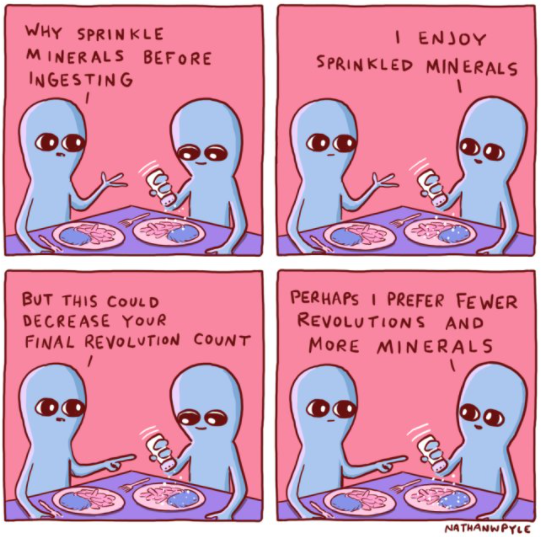 WHY SPRINKLE
MINERALS BEFORE
INGESTING
I ENJOY
SPRINKLED MINERALS
BUT THIS COULD
DECREASE YOUR
FINAL REVOLUTION COUNT
PERHAPS I PREFER FEWER
REVOLUTIONS AND
MORE MINERALS
NATHANWPYLE